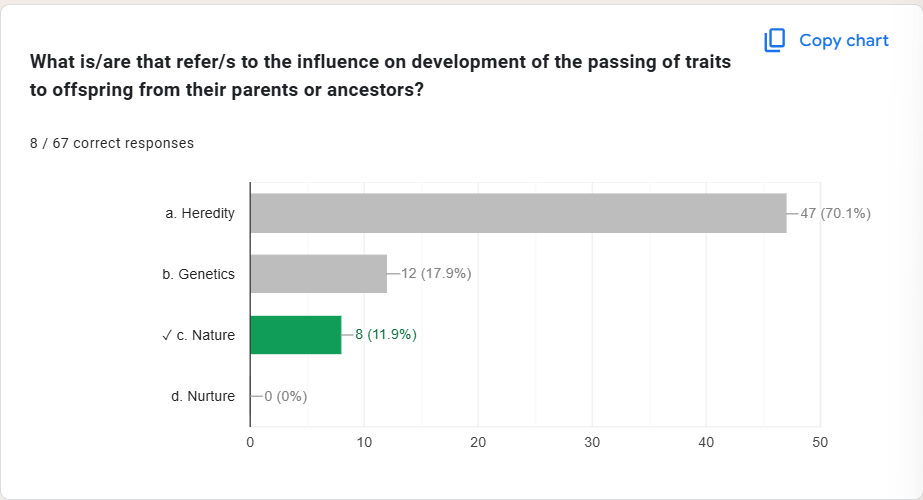 Copy chart
What is/are that refer/s to the influence on development of the passing of traits
to offspring from their parents or ancestors?
8 / 67 correct responses
a. Heredity
47 (70.1%)
b. Genetics
12 (17.9%)
✓ c. Nature
8 (11.9%)
d. Nurture
0 (0%)
0 10 20 30 40 50